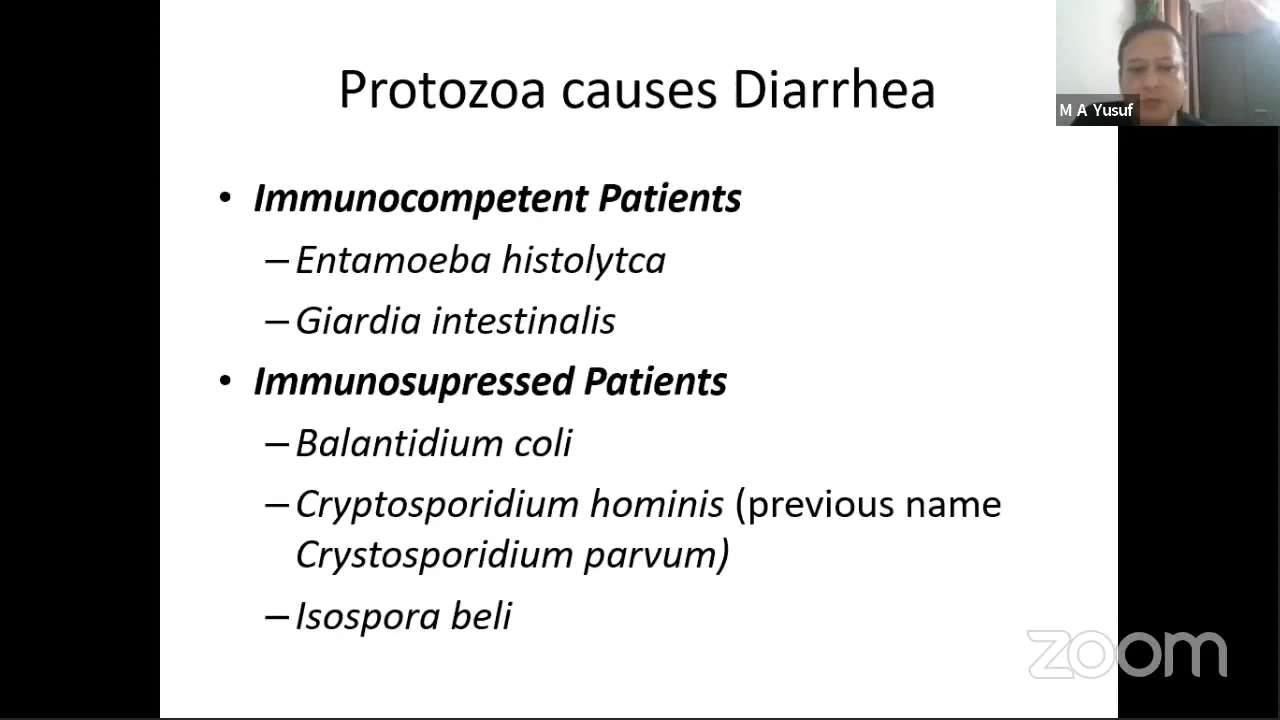 Protozoa causes Diarrhea
M A Yusuf
• Immunocompetent Patients
– Entamoeba histolytca
– Giardia intestinalis
• Immunosupressed Patients
– Balantidium coli
– Cryptosporidium hominis (previous name
Crystosporidium parvum)
– Isospora beli
zoom